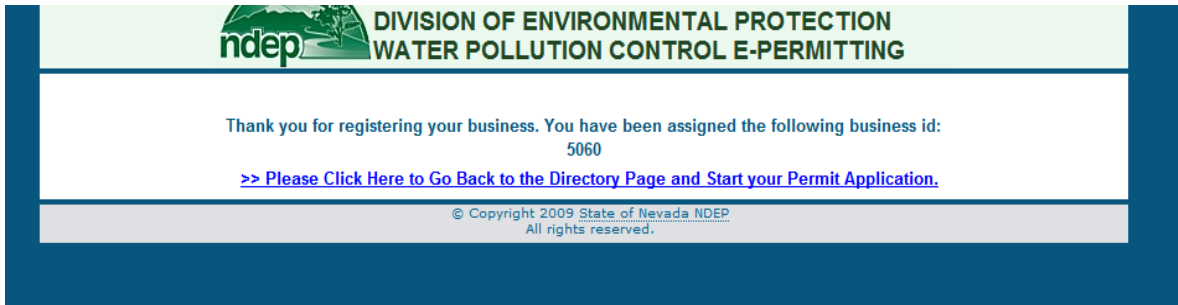 DIVISION OF ENVIRONMENTAL PROTECTION
ndep WATER POLLUTION CONTROL E-PERMITTING
Thank you for registering your business. You have been assigned the following business id:
5060
>> Please Click Here to Go Back to the Directory Page and Start your Permit Application.
© Copyright 2009 State of Nevada NDEP
All rights reserved.